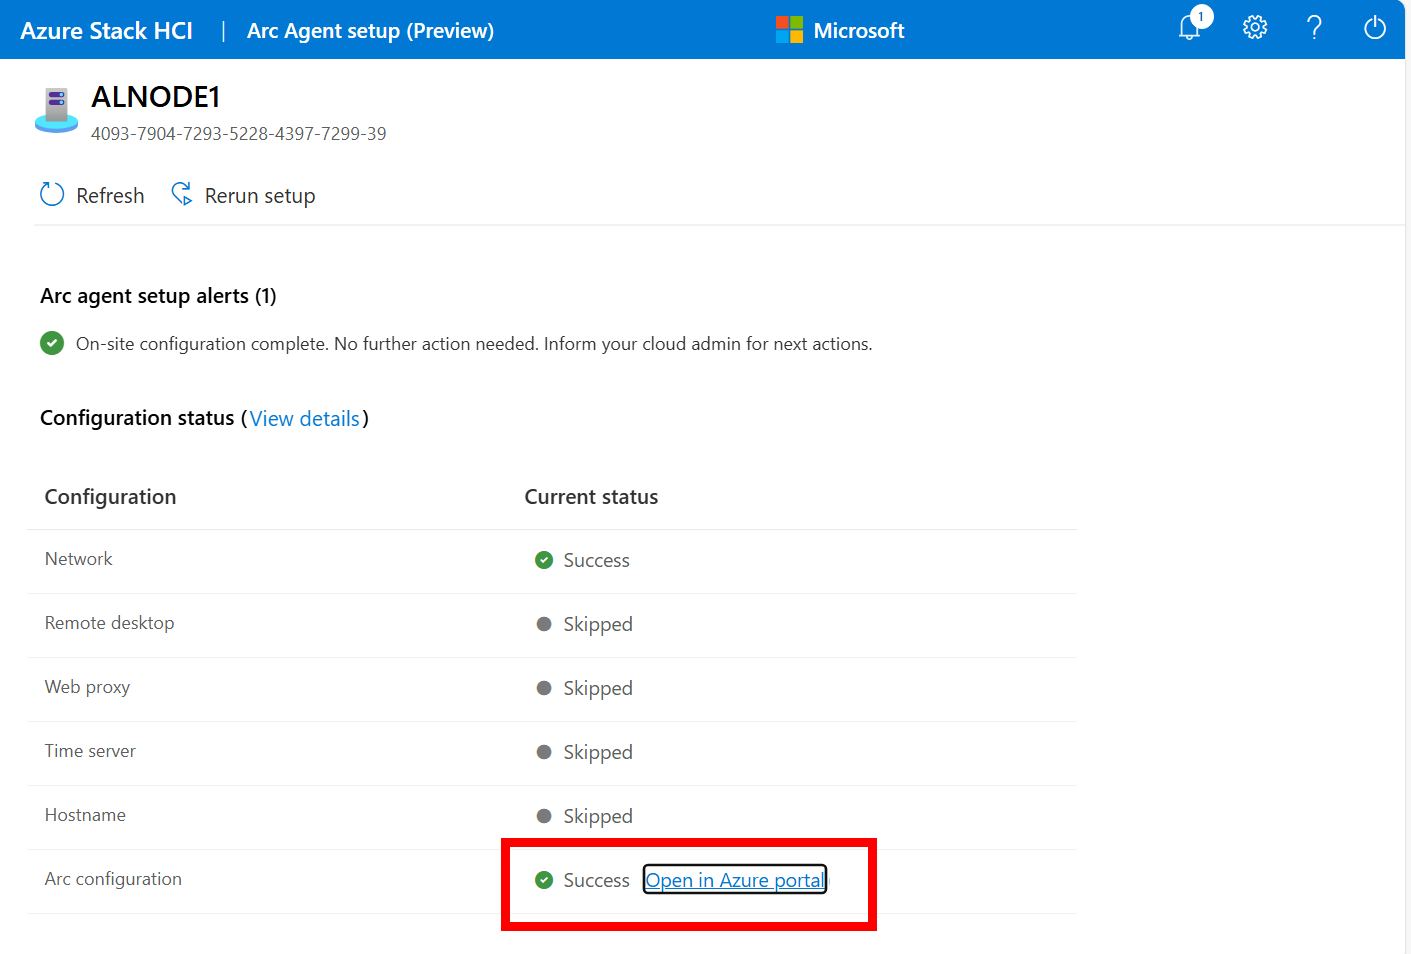 Azure Stack HCI | Arc Agent setup (Preview) Microsoft 1 ?
ALNODE1
4093-7904-7293-5228-4397-7299-39
Refresh Rerun setup
Arc agent setup alerts (1)
On-site configuration complete. No further action needed. Inform your cloud admin for next actions.
Configuration status (View details)
Configuration Current status
Network Success
Remote desktop Skipped
Web proxy Skipped
Time server Skipped
Hostname Skipped
Arc configuration Success Open in Azure portal